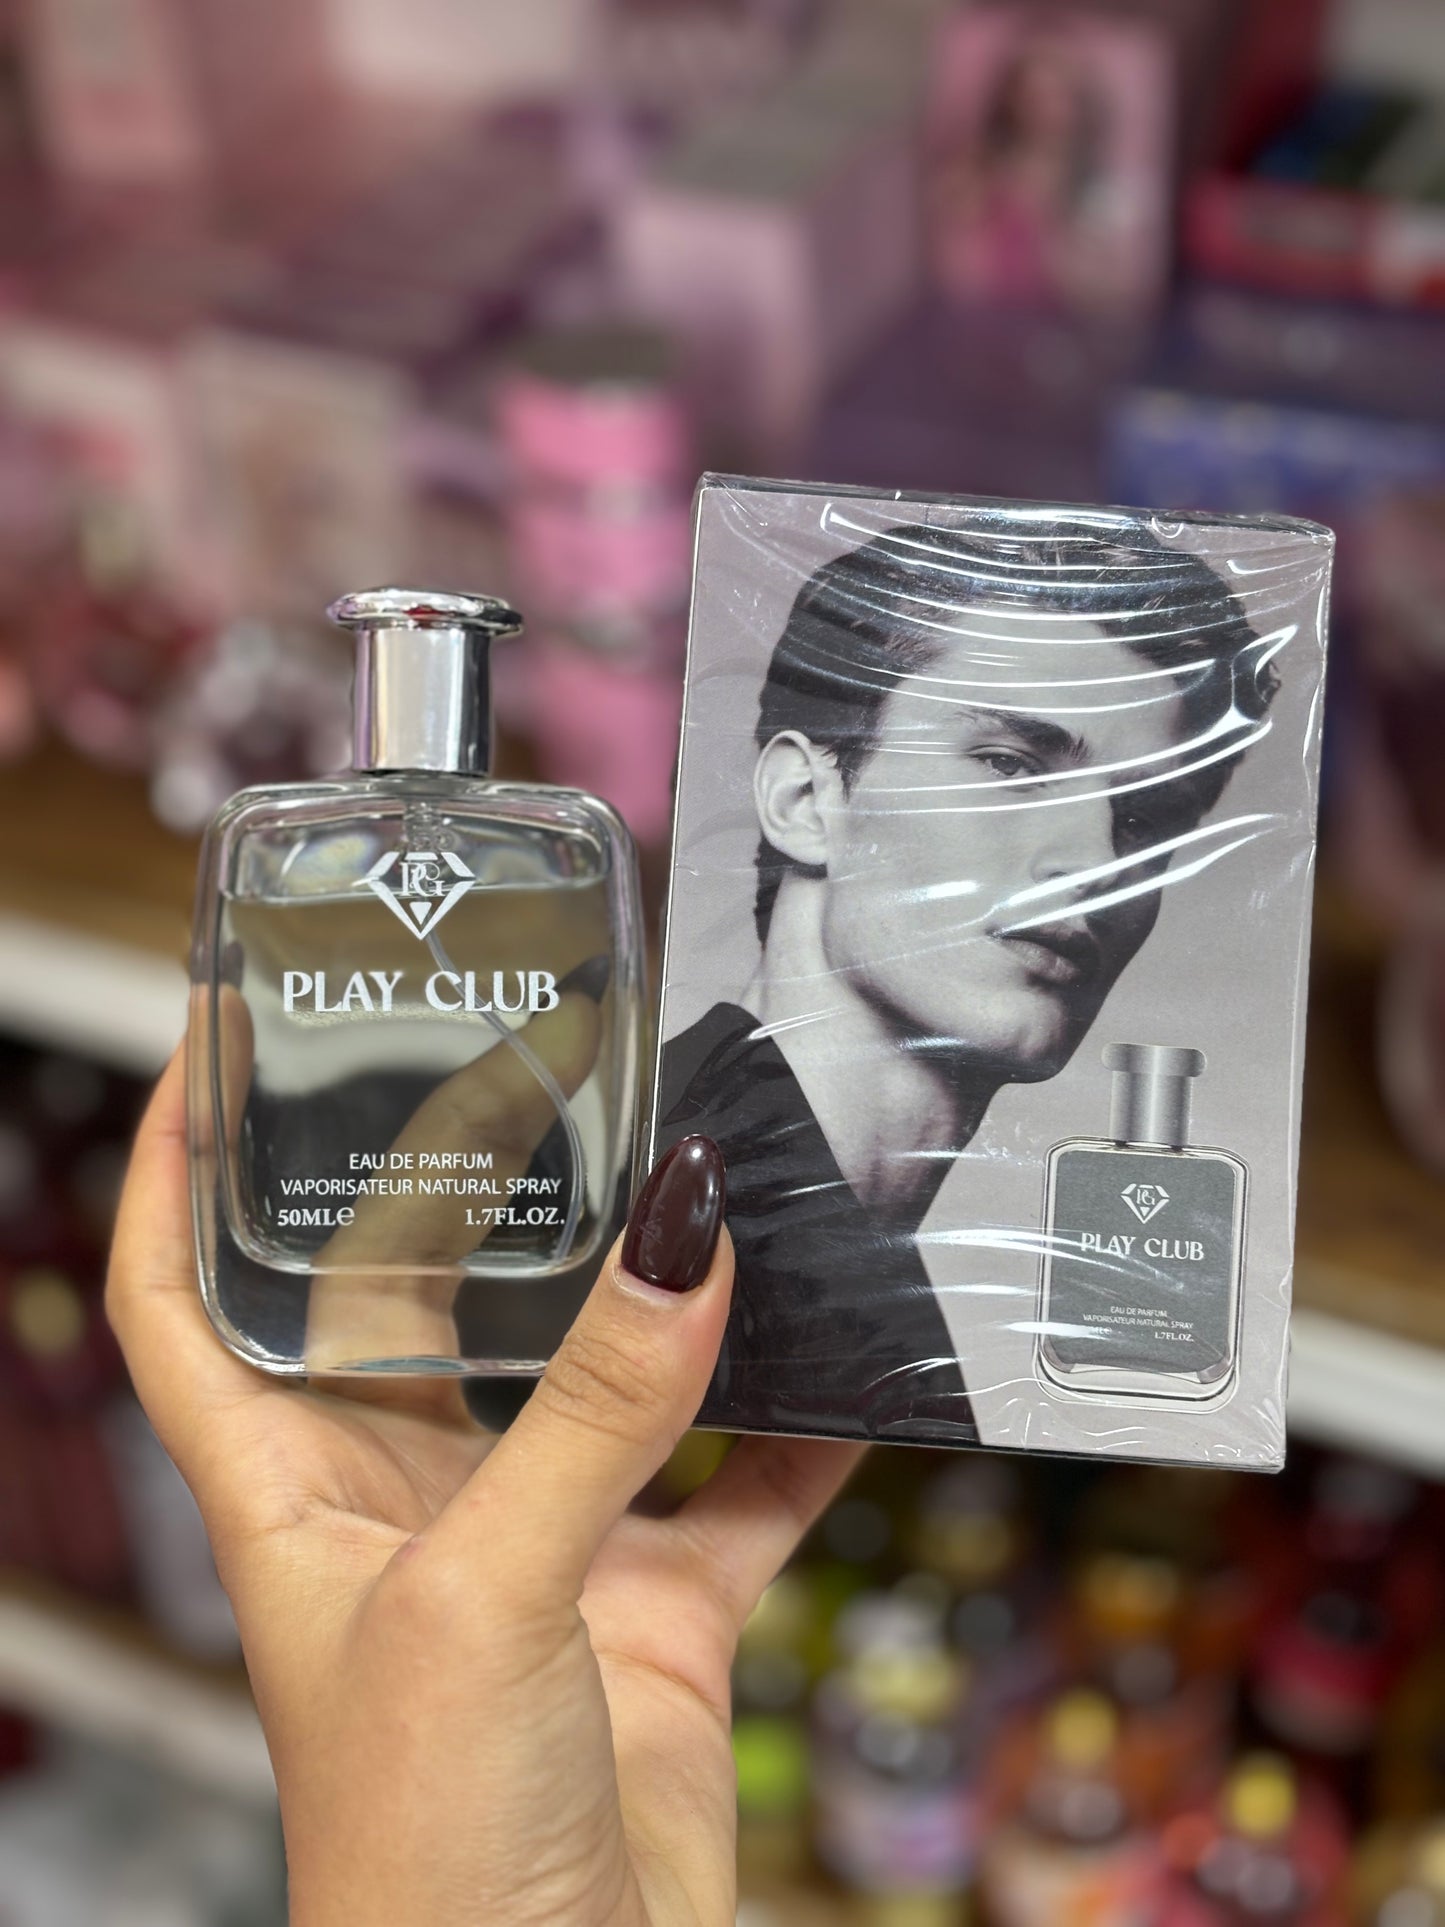 PG
PLAY CLUB
EAU DE PARFUM
VAPORISATEUR NATURAL SPRAY
50MLe 1.7FL.OZ.
PG
PLAY CLUB
EAU DE PARFUM
VAPORISATEUR NATURAL SPRAY
1.7FL.OZ.